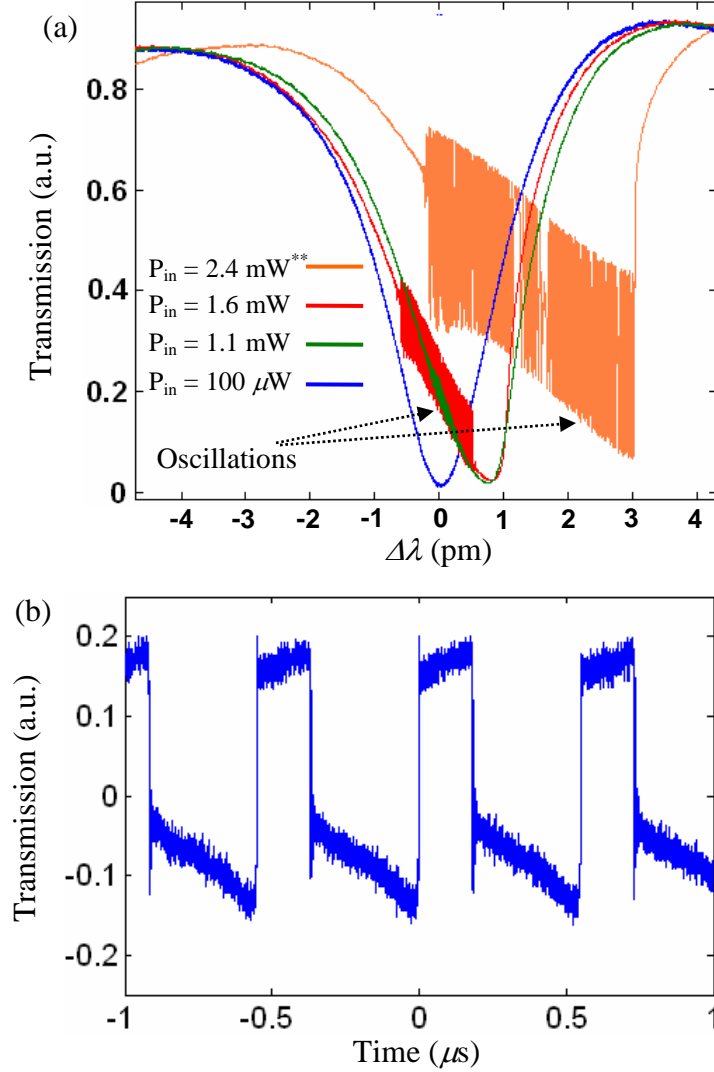 (a)
Transmission (a.u.)
0.8
0.6
0.4
0.2
0
P_in = 2.4 mW**
P_in = 1.6 mW
P_in = 1.1 mW
P_in = 100 μW
Oscillations
-4 -3 -2 -1 0 1 2 3 4
Δλ (pm)
(b)
Transmission (a.u.)
0.2
0.1
0
-0.1
-0.2
-1 -0.5 0 0.5 1
Time (μs)